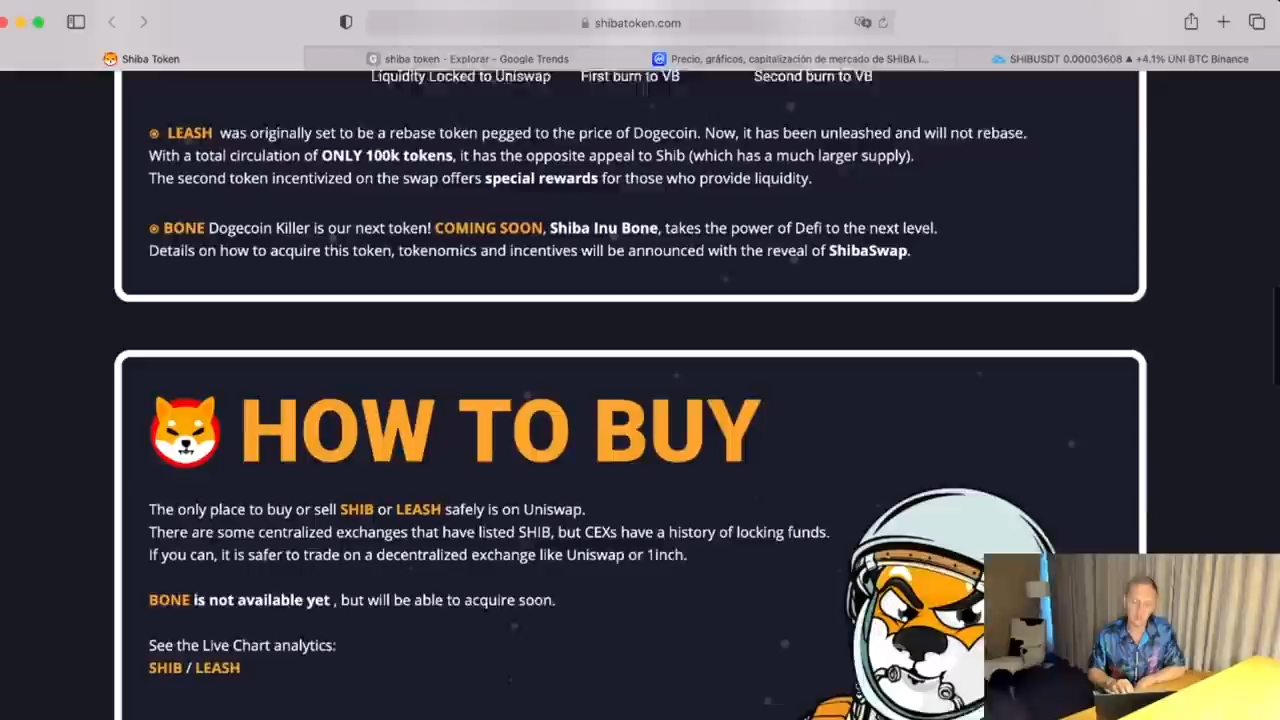 shibatoken.com
Shiba Token
shiba token - Explorar - Google Trends
Precio, gráficos, capitalización de mercado de SHIBA I...
SHIBUSDT 0.00003608 ▲ +4.1% UNI BTC Binance
Liquidity Locked to Uniswap First burn to VB Second burn to VB
LEASH was originally set to be a rebase token pegged to the price of Dogecoin. Now, it has been unleashed and will not rebase.
With a total circulation of ONLY 100k tokens, it has the opposite appeal to Shib (which has a much larger supply).
The second token incentivized on the swap offers special rewards for those who provide liquidity.
BONE Dogecoin Killer is our next token! COMING SOON, Shiba Inu Bone, takes the power of Defi to the next level.
Details on how to acquire this token, tokenomics and incentives will be announced with the reveal of ShibaSwap.
HOW TO BUY
The only place to buy or sell SHIB or LEASH safely is on Uniswap.
There are some centralized exchanges that have listed SHIB, but CEXs have a history of locking funds.
If you can, it is safer to trade on a decentralized exchange like Uniswap or 1inch.
BONE is not available yet , but will be able to acquire soon.
See the Live Chart analytics:
SHIB / LEASH